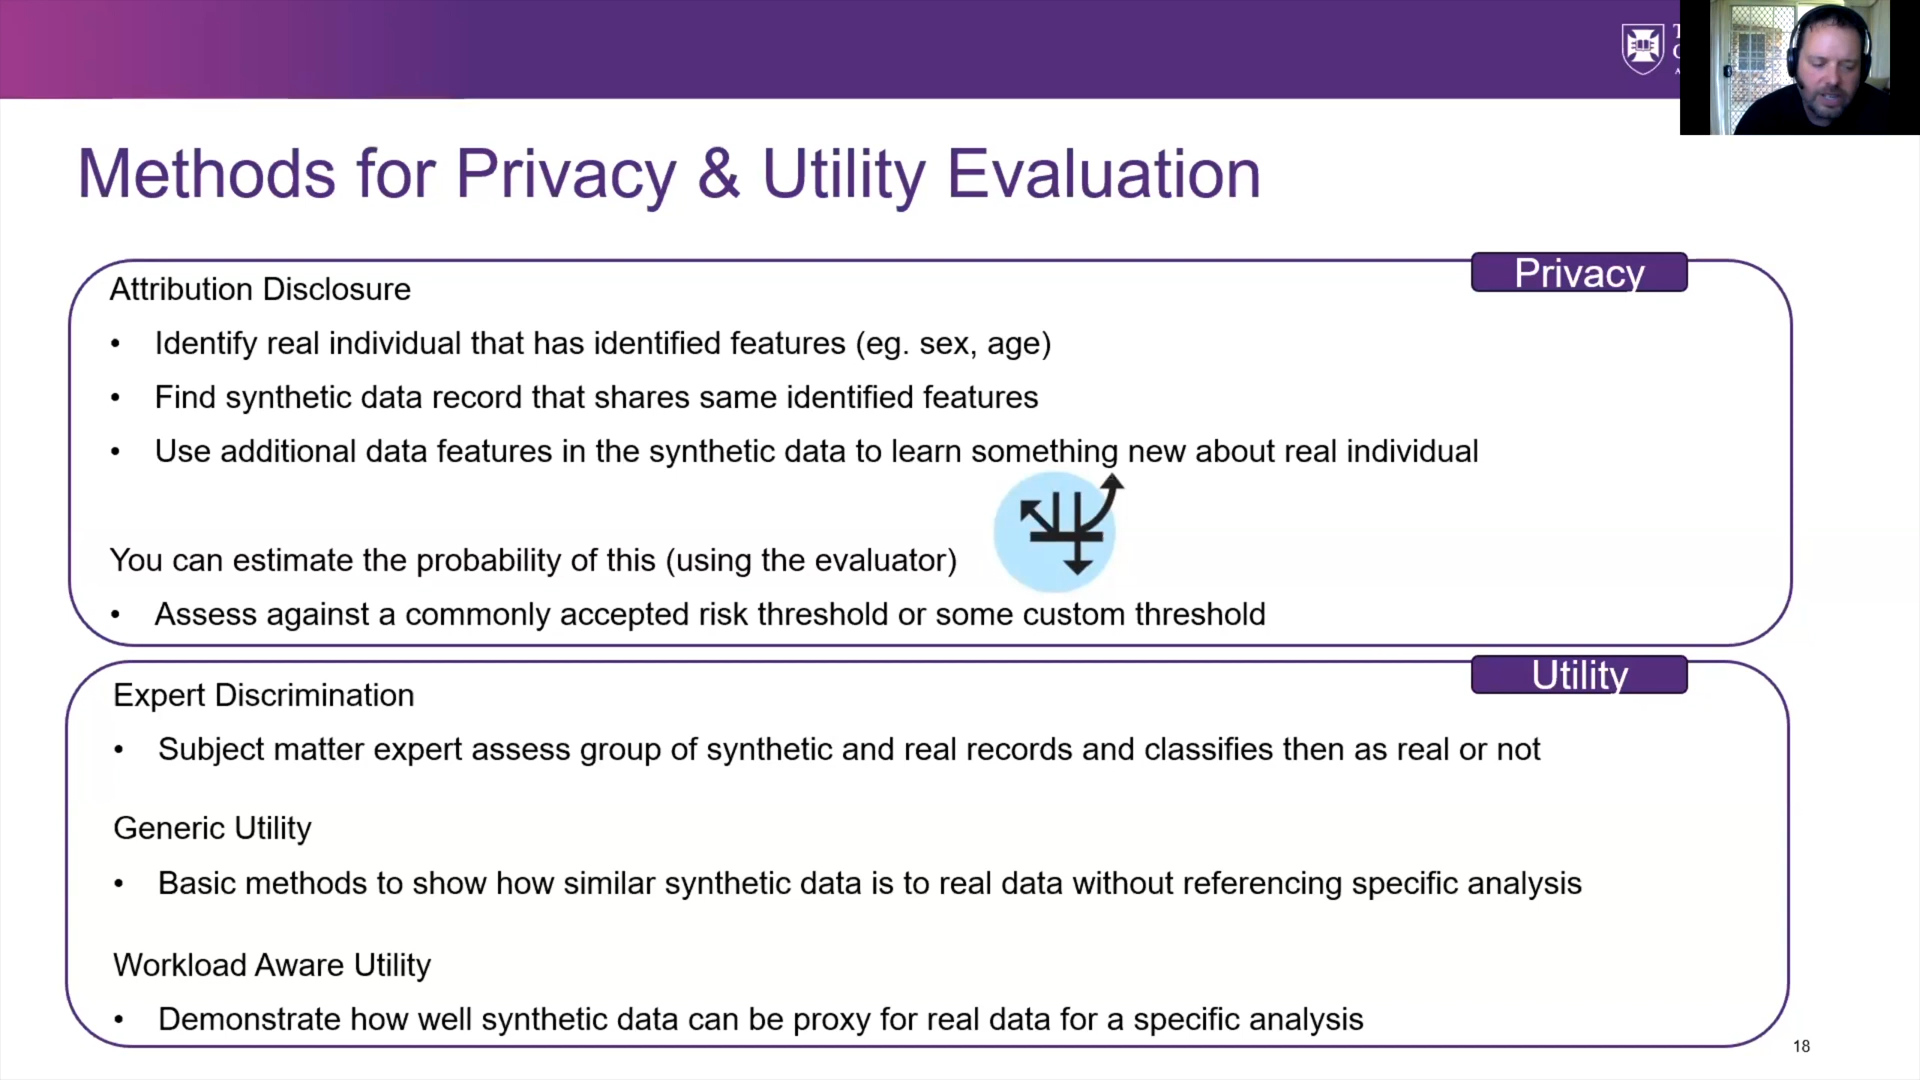 Methods for Privacy & Utility Evaluation
Privacy
Attribution Disclosure
• Identify real individual that has identified features (eg. sex, age)
• Find synthetic data record that shares same identified features
• Use additional data features in the synthetic data to learn something new about real individual
You can estimate the probability of this (using the evaluator)
• Assess against a commonly accepted risk threshold or some custom threshold
Utility
Expert Discrimination
• Subject matter expert assess group of synthetic and real records and classifies then as real or not
Generic Utility
• Basic methods to show how similar synthetic data is to real data without referencing specific analysis
Workload Aware Utility
• Demonstrate how well synthetic data can be proxy for real data for a specific analysis
18